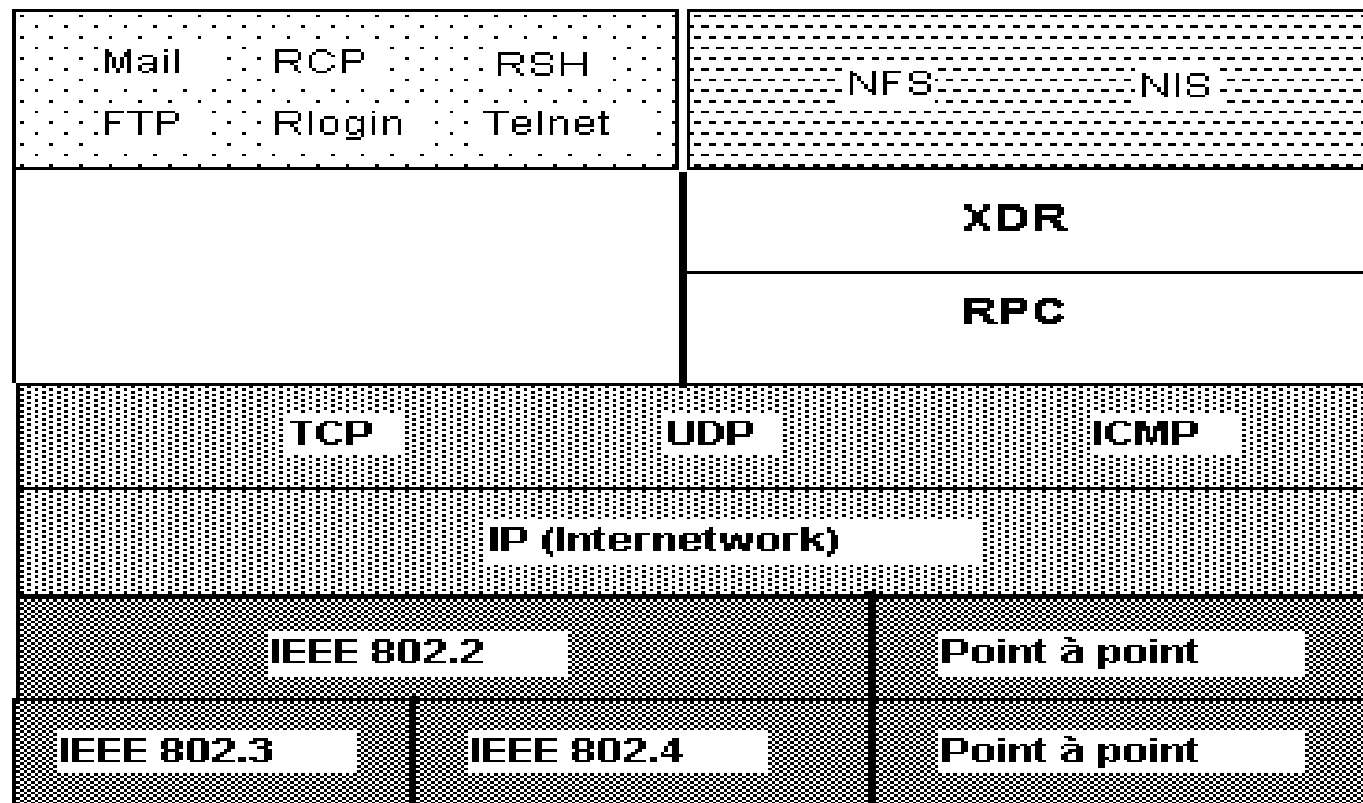 Mail RCP RSH
NFS NIS
FTP Rlogin Telnet
XDR
RPC
TCP UDP ICMP
IP (Internetwork)
IEEE 802.2 Point à point
IEEE 802.3 IEEE 802.4 Point à point